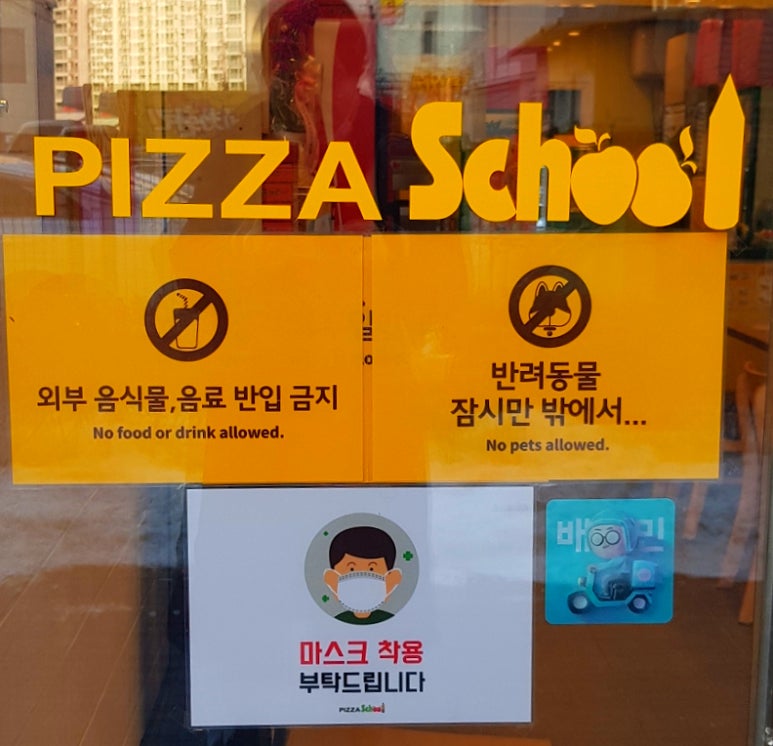 PIZZA School
외부 음식물,음료 반입 금지
No food or drink allowed.
반려동물
잠시만 밖에서...
No pets allowed.
마스크 착용
부탁드립니다
PIZZA School